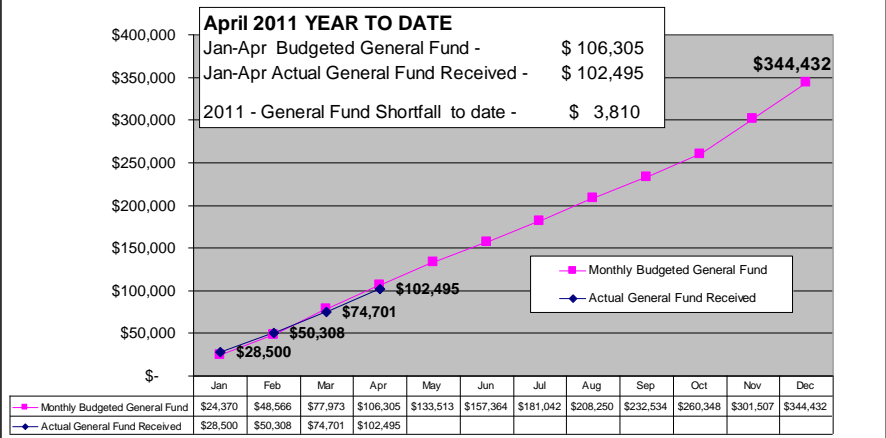 April 2011 YEAR TO DATE
Jan-Apr Budgeted General Fund - $ 106,305
Jan-Apr Actual General Fund Received - $ 102,495
2011 - General Fund Shortfall to date - $ 3,810
$400,000
$350,000
$300,000
$250,000
$200,000
$150,000
$100,000
$50,000
$-
$344,432
$102,495
$74,701
$50,308
$28,500
Monthly Budgeted General Fund
Actual General Fund Received
Jan Feb Mar Apr May Jun Jul Aug Sep Oct Nov Dec
Monthly Budgeted General Fund $24,370 $48,566 $77,973 $106,305 $133,513 $157,364 $181,042 $208,250 $232,534 $260,348 $301,507 $344,432
Actual General Fund Received $28,500 $50,308 $74,701 $102,495